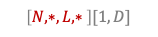 [N,*,L,* ][1, D]